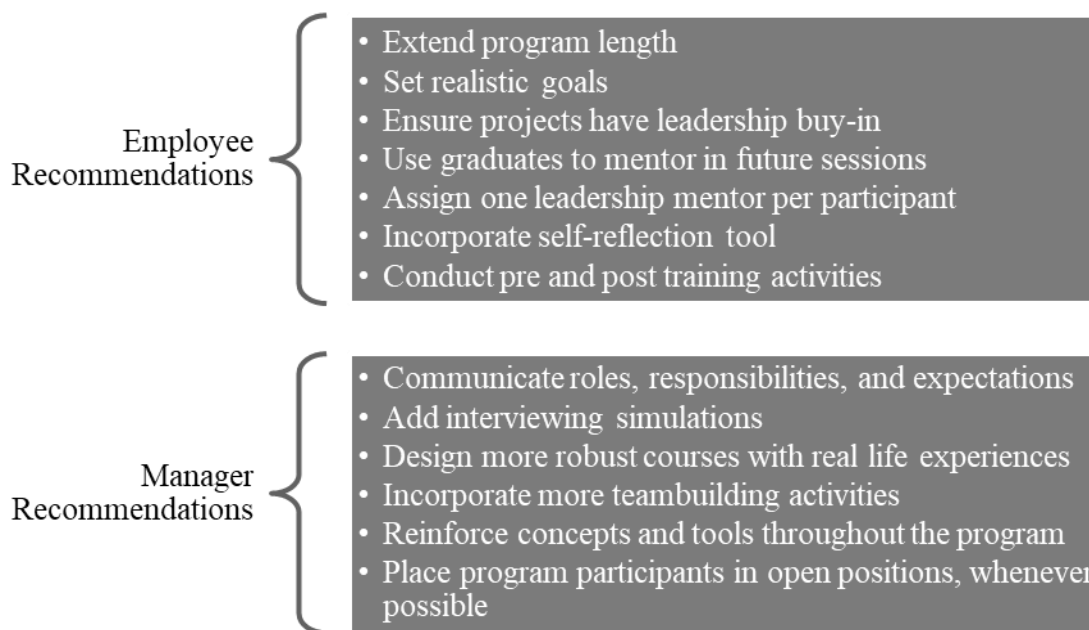 Employee
Recommendations
• Extend program length
• Set realistic goals
• Ensure projects have leadership buy-in
• Use graduates to mentor in future sessions
• Assign one leadership mentor per participant
• Incorporate self-reflection tool
• Conduct pre and post training activities
Manager
Recommendations
• Communicate roles, responsibilities, and expectations
• Add interviewing simulations
• Design more robust courses with real life experiences
• Incorporate more teambuilding activities
• Reinforce concepts and tools throughout the program
• Place program participants in open positions, whenever
possible